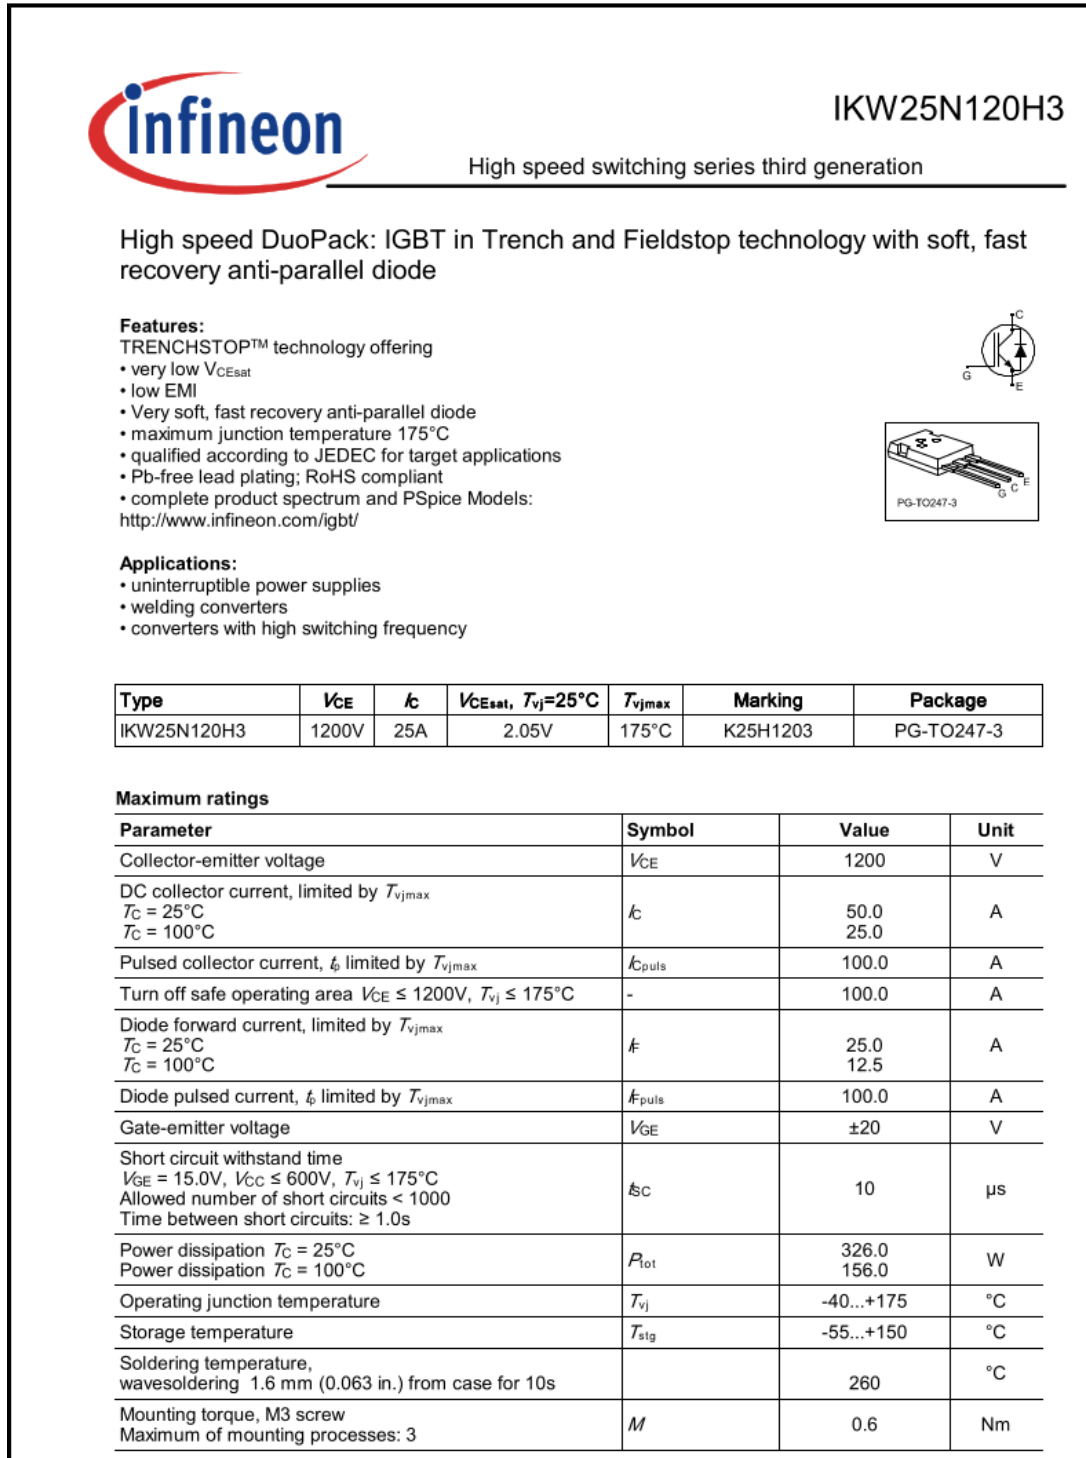 infineon
IKW25N120H3
High speed switching series third generation
High speed DuoPack: IGBT in Trench and Fieldstop technology with soft, fast
recovery anti-parallel diode
Features:
TRENCHSTOP™ technology offering
• very low VCEsat
• low EMI
• Very soft, fast recovery anti-parallel diode
• maximum junction temperature 175°C
• qualified according to JEDEC for target applications
• Pb-free lead plating; RoHS compliant
• complete product spectrum and PSpice Models:
http://www.infineon.com/igbt/
C
G
E
G C E
PG-TO247-3
Applications:
• uninterruptible power supplies
• welding converters
• converters with high switching frequency
Type VCE IC VCEsat, Tvj=25°C Tvjmax Marking Package
IKW25N120H3 1200V 25A 2.05V 175°C K25H1203 PG-TO247-3
Maximum ratings
Parameter Symbol Value Unit
Collector-emitter voltage VCE 1200 V
DC collector current, limited by Tvjmax
TC = 25°C IC 50.0 A
TC = 100°C 25.0
Pulsed collector current, tp limited by Tvjmax ICpuls 100.0 A
Turn off safe operating area VCE ≤ 1200V, Tvj ≤ 175°C - 100.0 A
Diode forward current, limited by Tvjmax
TC = 25°C IF 25.0 A
TC = 100°C 12.5
Diode pulsed current, tp limited by Tvjmax IFpuls 100.0 A
Gate-emitter voltage VGE ±20 V
Short circuit withstand time
VGE = 15.0V, VCC ≤ 600V, Tvj ≤ 175°C tSC 10 µs
Allowed number of short circuits < 1000
Time between short circuits: ≥ 1.0s
Power dissipation TC = 25°C Ptot 326.0 W
Power dissipation TC = 100°C 156.0
Operating junction temperature Tvj -40...+175 °C
Storage temperature Tstg -55...+150 °C
Soldering temperature, °C
wavesoldering 1.6 mm (0.063 in.) from case for 10s 260
Mounting torque, M3 screw M 0.6 Nm
Maximum of mounting processes: 3